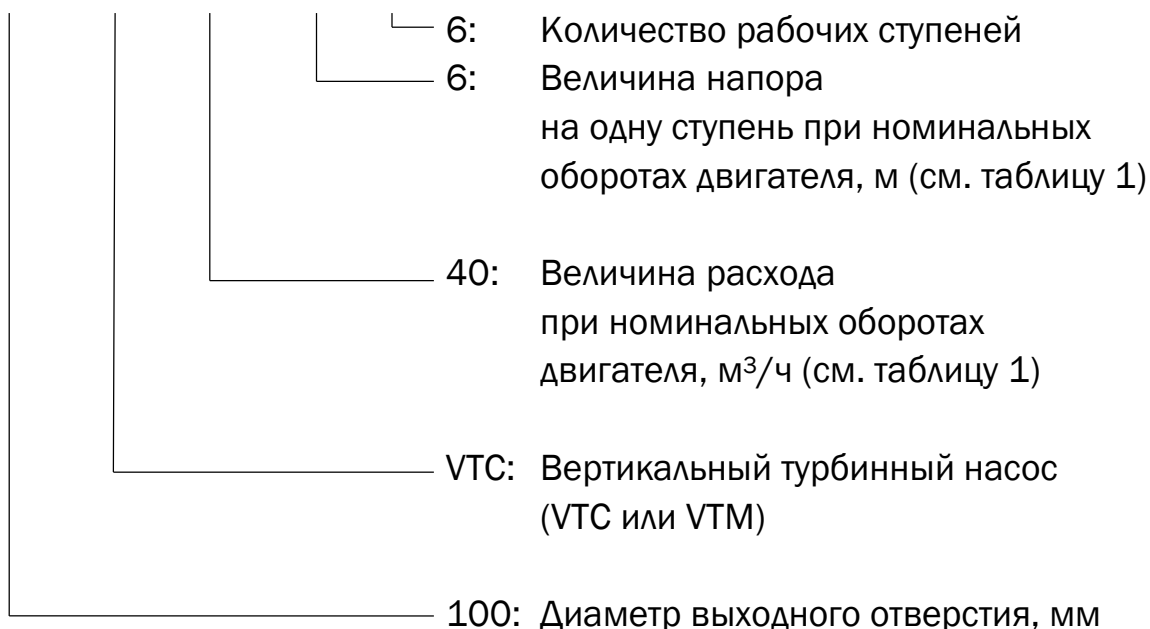 6: Количество рабочих ступеней
6: Величина напора
на одну ступень при номинальных
оборотах двигателя, м (см. таблицу 1)
40: Величина расхода
при номинальных оборотах
двигателя, м³/ч (см. таблицу 1)
VTC: Вертикальный турбинный насос
(VTC или VTM)
100: Диаметр выходного отверстия, мм